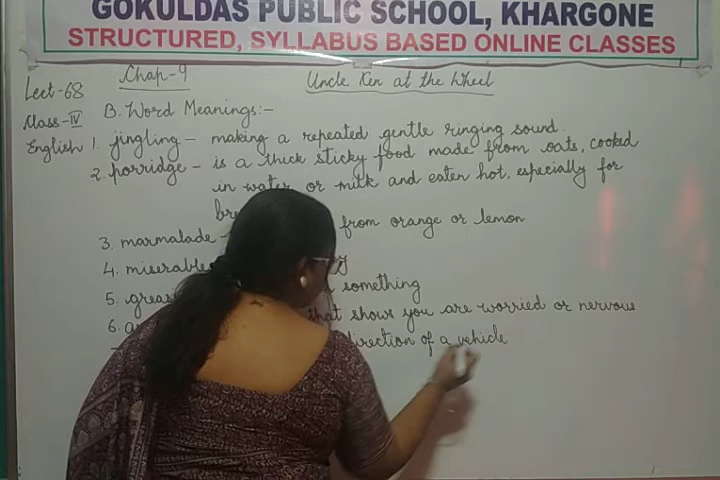 GOKULDAS PUBLIC SCHOOL, KHARGONE
STRUCTURED, SYLLABUS BASED ONLINE CLASSES
Lect-68 Chap-9 Uncle Ken at the Wheel
Class-IV B. Word Meanings:-
English 1. jingling - making a repeated gentle ringing sound.
2. porridge - is a thick sticky food made from oats, cooked
in water or milk and eaten hot, especially for
3. marmalade - from orange or lemon
4. miserable
5. something
6. that shows you are worried or nervous
direction of a vehicle